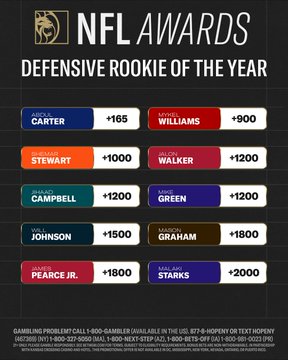 NFL AWARDS
DEFENSIVE ROOKIE OF THE YEAR
ABDUL
CARTER
+165
MYKEL
WILLIAMS
+900
SHEMAR
STEWART
+1000
JALON
WALKER
+1200
JIHAAD
CAMPBELL
+1200
MIKE
GREEN
+1200
WILL
JOHNSON
+1500
MASON
GRAHAM
+1800
JAMES
PEARCE JR.
+1800
MALAKI
STARKS
+2000
GAMBLING PROBLEM? CALL 1-800-GAMBLER (AVAILABLE IN THE US), 877-8-HOPENY OR TEXT HOPENY
(467369) (NY) 1-800-327-5050 (MA), 1-800-NEXT-STEP (AZ), 1-800-BETS-OFF (IA) 1-800-981-0023 (PR)